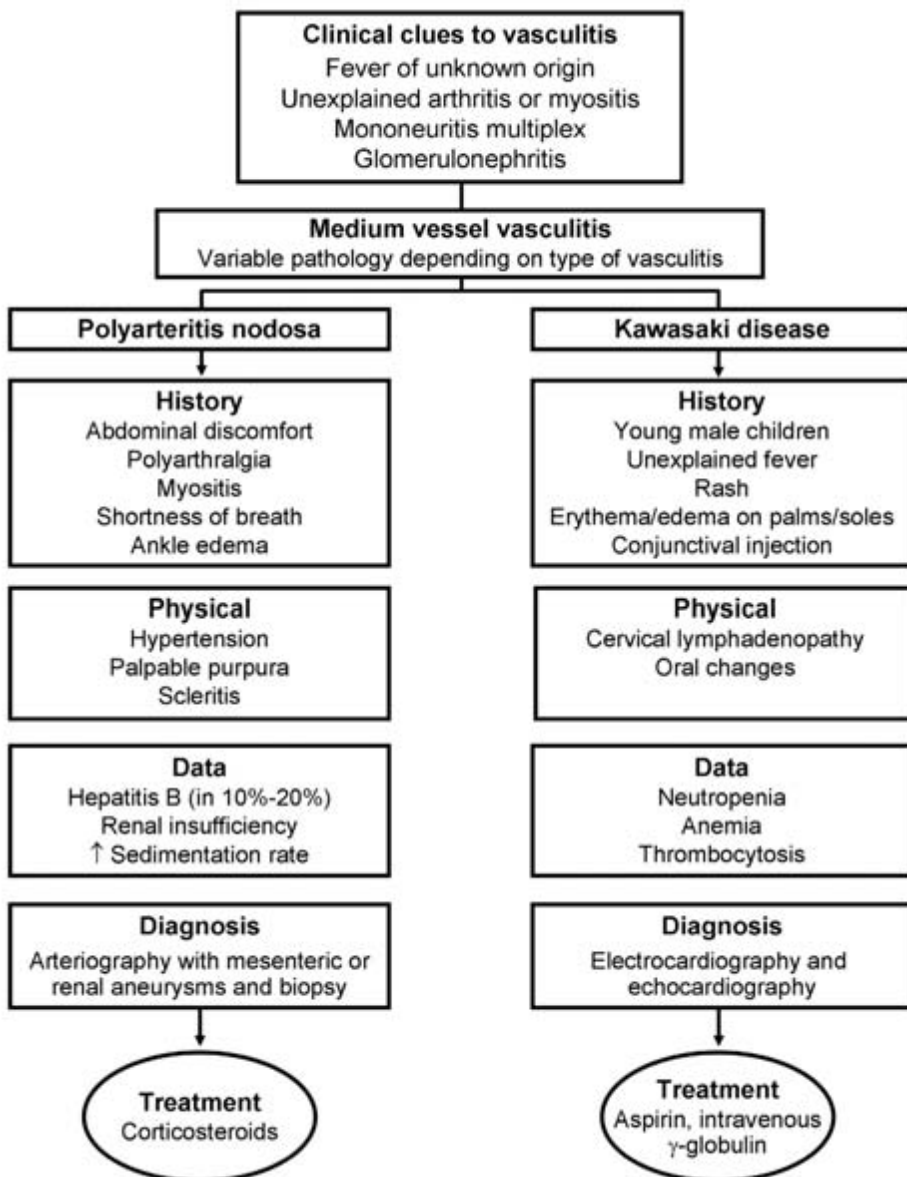 Clinical clues to vasculitis
Fever of unknown origin
Unexplained arthritis or myositis
Mononeuritis multiplex
Glomerulonephritis
Medium vessel vasculitis
Variable pathology depending on type of vasculitis
Polyarteritis nodosa
History
Abdominal discomfort
Polyarthralgia
Myositis
Shortness of breath
Ankle edema
Physical
Hypertension
Palpable purpura
Scleritis
Data
Hepatitis B (in 10%-20%)
Renal insufficiency
↑ Sedimentation rate
Diagnosis
Arteriography with mesenteric or
renal aneurysms and biopsy
Treatment
Corticosteroids
Kawasaki disease
History
Young male children
Unexplained fever
Rash
Erythema/edema on palms/soles
Conjunctival injection
Physical
Cervical lymphadenopathy
Oral changes
Data
Neutropenia
Anemia
Thrombocytosis
Diagnosis
Electrocardiography and
echocardiography
Treatment
Aspirin, intravenous
γ-globulin